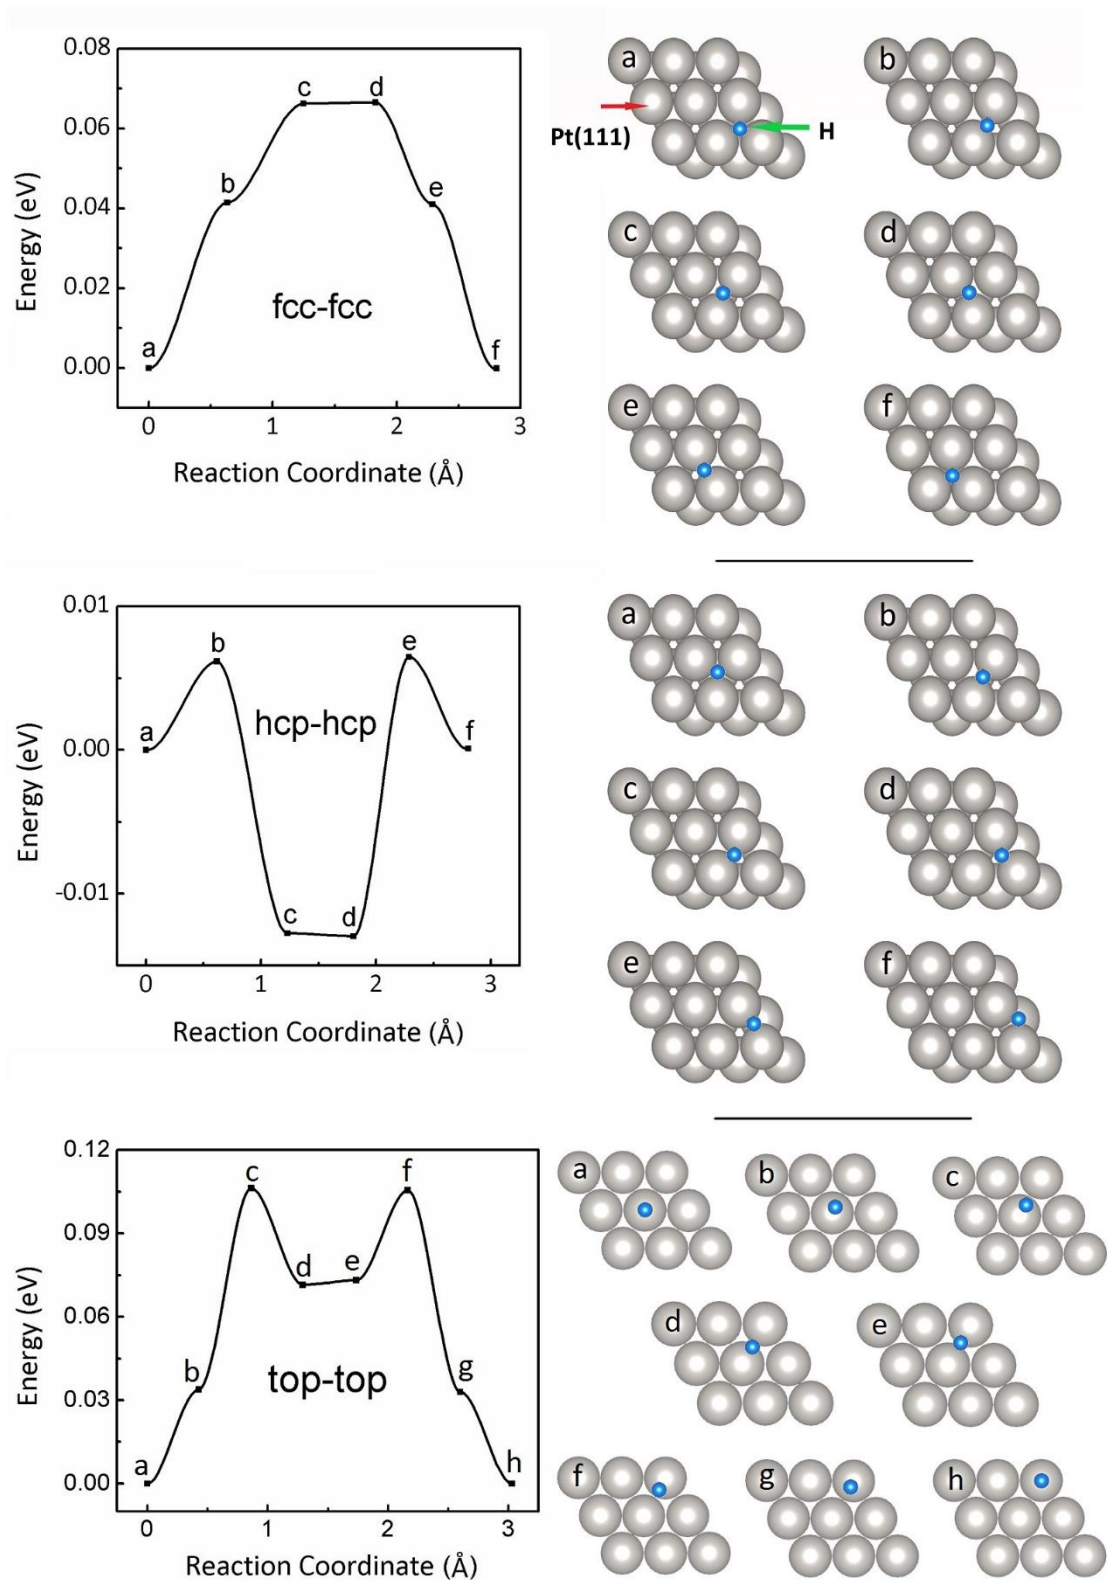 0.08
0.06
0.04
0.02
0.00
Energy (eV)
a
b
c
d
e
f
fcc-fcc
0
1
2
3
Reaction Coordinate (Å)
a
b
Pt(111)
H
c
d
e
f
0.01
0.00
-0.01
Energy (eV)
a
b
c
d
e
f
hcp-hcp
0
1
2
3
Reaction Coordinate (Å)
a
b
c
d
e
f
0.12
0.09
0.06
0.03
0.00
Energy (eV)
a
b
c
d
e
f
g
h
top-top
0
1
2
3
Reaction Coordinate (Å)
a
b
c
d
e
f
g
h